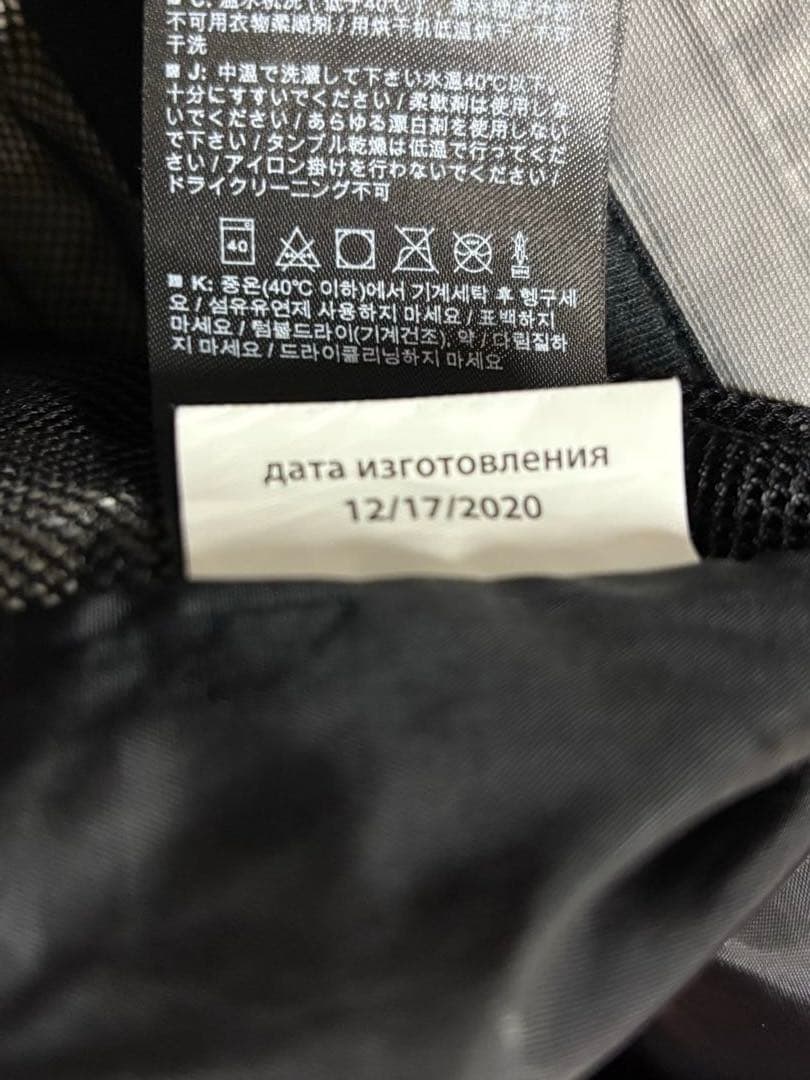 ■ C: 温水机洗 ( 低于40℃ ) /
不可用衣物柔顺剂 / 用烘干机低温烘干 / 不可
干洗
■ J: 中温で洗濯して下さい水温40℃以下,
十分にすすいでください / 柔軟剤は使用しな
いでください / あらゆる漂白剤を使用しない
で下さい / タンブル乾燥は低温で行ってくだ
さい / アイロン掛けを行わないでください /
ドライクリーニング不可
40
■ K: 중온(40℃ 이하)에서 기계세탁 후 헹구세
요 / 섬유유연제 사용하지 마세요 / 표백하지
마세요 / 텀블드라이(기계건조), 약 / 다림질하
지 마세요 / 드라이클리닝하지 마세요
дата изготовления
12/17/2020